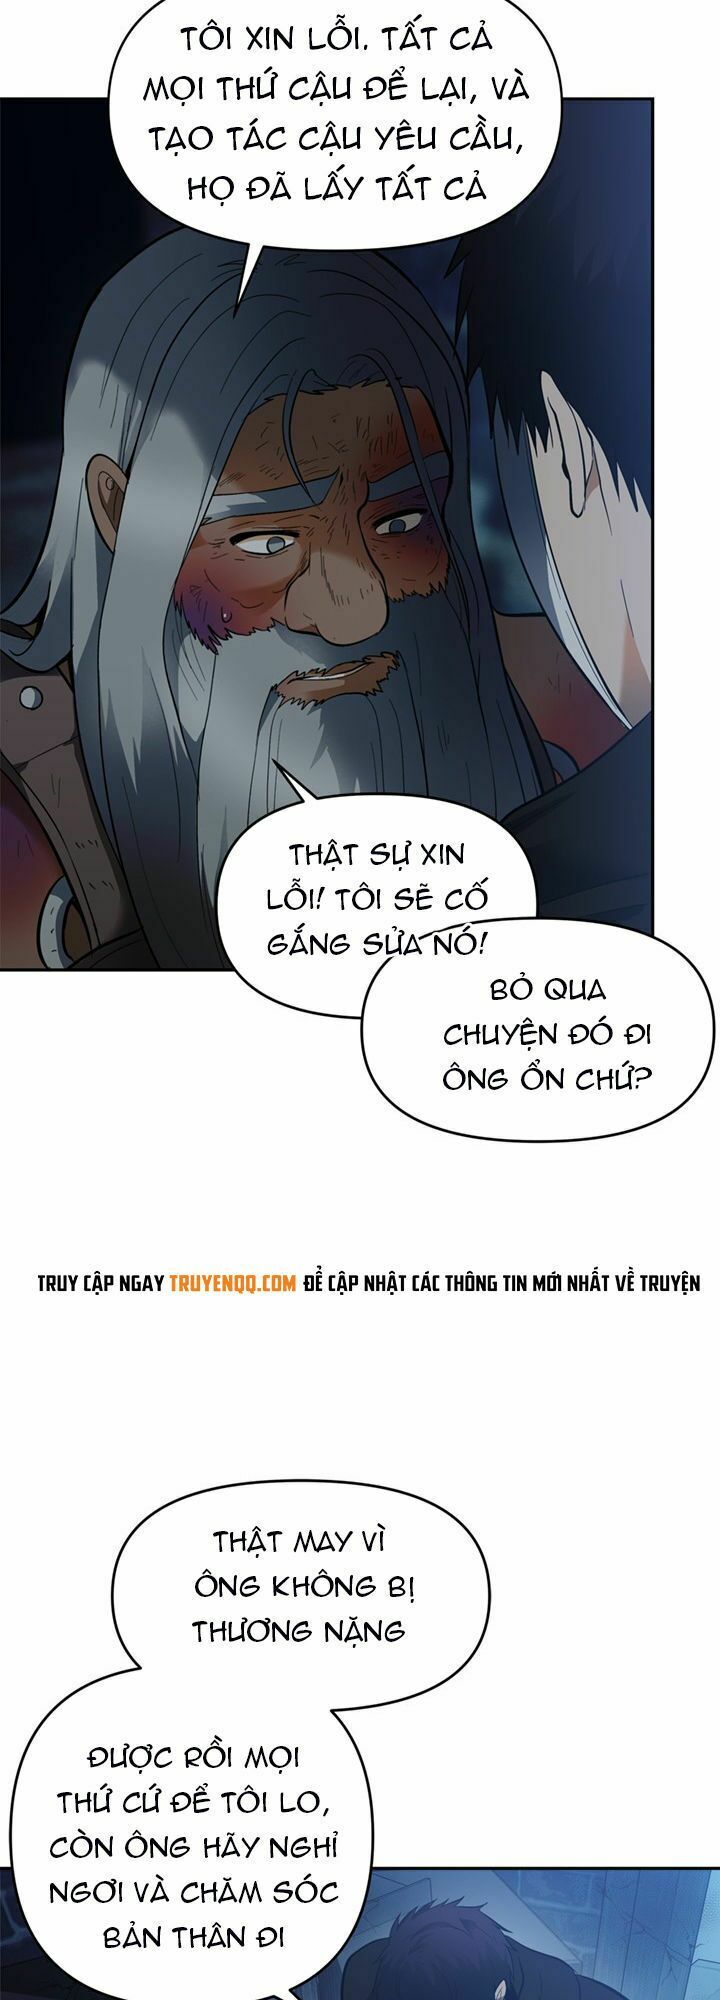 TÔI XIN LỖI. TẤT CẢ
MỌI THỨ CẬU ĐỂ LẠI, VÀ
TẠO TÁC CẬU YÊU CẦU,
HỌ ĐÃ LẤY TẤT CẢ
THẬT SỰ XIN
LỖI! TÔI SẼ CỐ
GẮNG SỬA NÓ!
BỎ QUA
CHUYỆN ĐÓ ĐI
ÔNG ỔN CHỨ?
TRUY CẬP NGAY TRUYENQQ.COM ĐỂ CẬP NHẬT CÁC THÔNG TIN MỚI NHẤT VỀ TRUYỆN
THẬT MAY VÌ
ÔNG KHÔNG BỊ
THƯƠNG NẶNG
ĐƯỢC RỒI MỌI
THỨ CỨ ĐỂ TÔI LO,
CÒN ÔNG HÃY NGHỈ
NGƠI VÀ CHĂM SÓC
BẢN THÂN ĐI